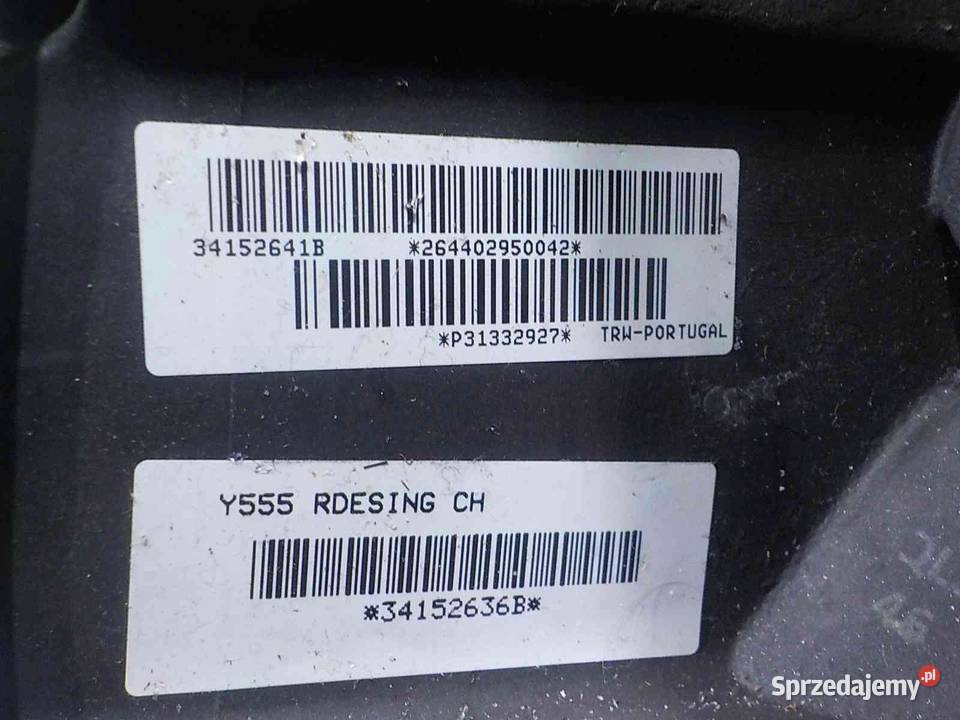 34152641B *264402950042*
*P31332927* TRW-PORTUGAL
Y555 RDESING CH
*34152636B*
Sprzedajemy.pl